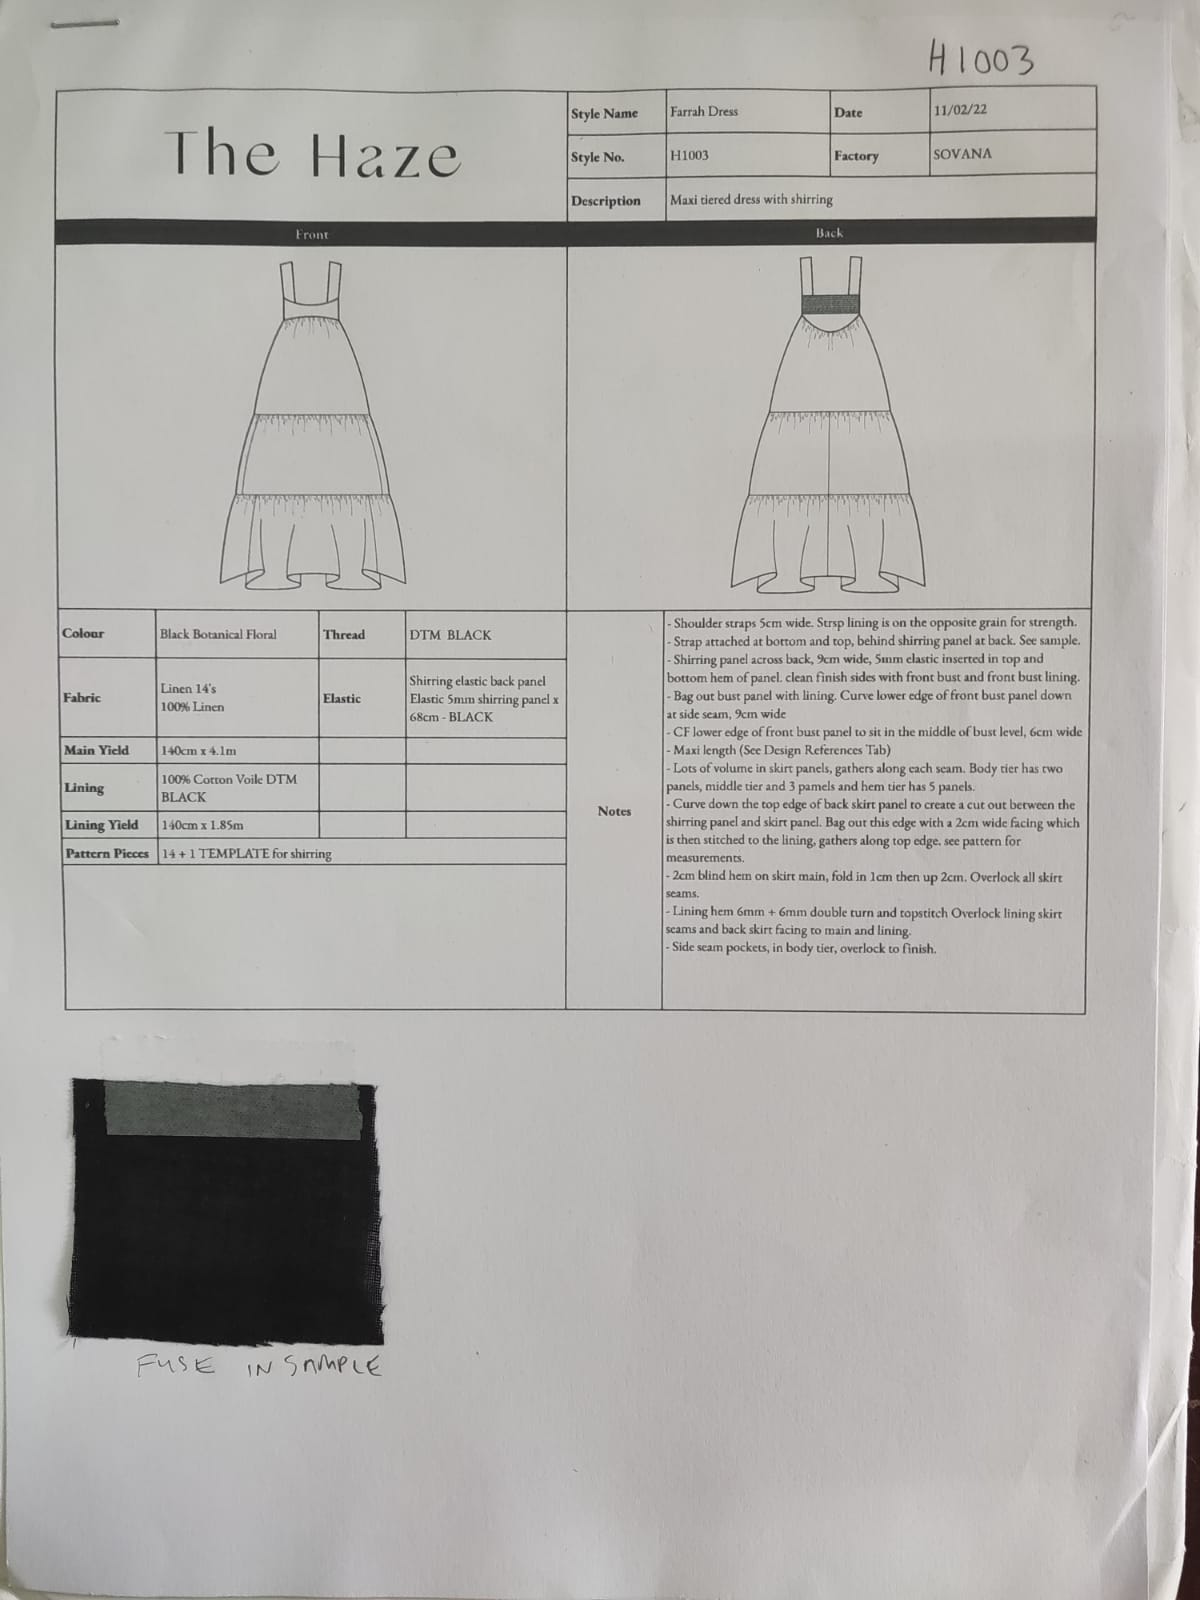 H1003
The Haze
Style Name Farrah Dress Date 11/02/22
Style No. H1003 Factory SOVANA
Description Maxi tiered dress with shirring
Front Back
Colour Black Botanical Floral Thread DTM BLACK
Fabric Linen 14's
100% Linen
Elastic Shirring elastic back panel
Elastic 5mm shirring panel x
68cm - BLACK
Main Yield 140cm x 4.1m
Lining 100% Cotton Voile DTM
BLACK
Lining Yield 140cm x 1.85m
Pattern Pieces 14 + 1 TEMPLATE for shirring
Notes
- Shoulder straps 5cm wide. Strsp lining is on the opposite grain for strength.
- Strap attached at bottom and top, behind shirring panel at back. See sample.
- Shirring panel across back, 9cm wide, 5mm elastic inserted in top and
bottom hem of panel. clean finish sides with front bust and front bust lining.
- Bag out bust panel with lining. Curve lower edge of front bust panel down
at side seam, 9cm wide
- CF lower edge of front bust panel to sit in the middle of bust level, 6cm wide
- Maxi length (See Design References Tab)
- Lots of volume in skirt panels, gathers along each seam. Body tier has two
panels, middle tier and 3 pamels and hem tier has 5 panels.
- Curve down the top edge of back skirt panel to create a cut out between the
shirring panel and skirt panel. Bag out this edge with a 2cm wide facing which
is then stitched to the lining, gathers along top edge. see pattern for
measurements.
- 2cm blind hem on skirt main, fold in 1cm then up 2cm. Overlock all skirt
seams.
- Lining hem 6mm + 6mm double turn and topstitch Overlock lining skirt
seams and back skirt facing to main and lining.
- Side seam pockets, in body tier, overlock to finish.
FUSE IN SAMPLE